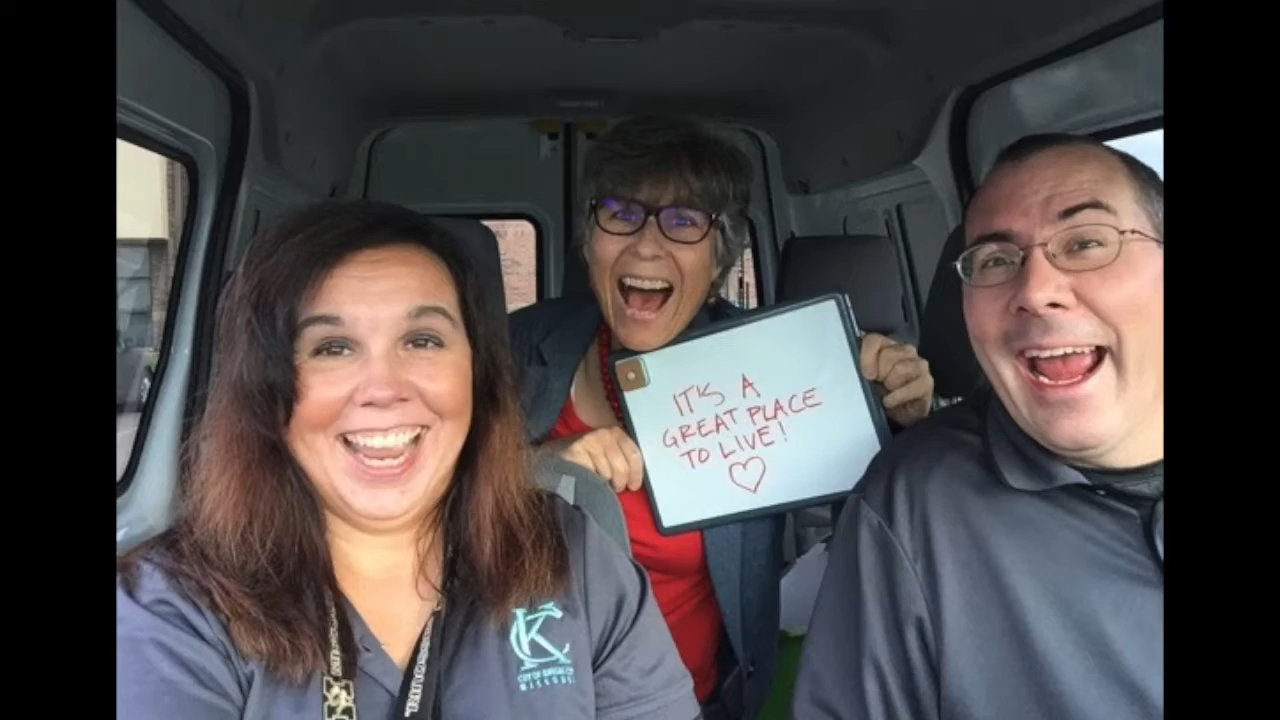 IT'S A
GREAT PLACE
TO LIVE!
KC
CITY OF KANSAS CITY
MISSOURI